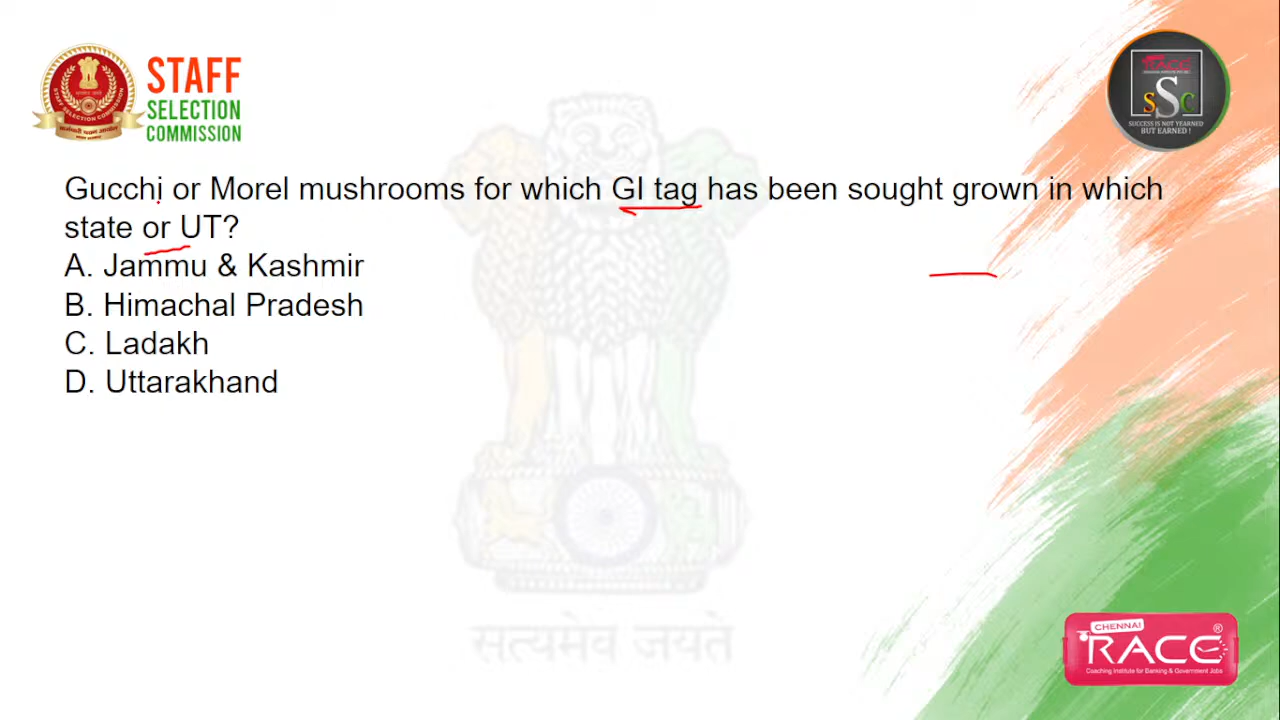 STAFF
SELECTION
COMMISSION
RACE
SSC
SUCCESS IS NOT YEARNED
BUT EARNED !
Gucchi or Morel mushrooms for which GI tag has been sought grown in which
state or UT?
A. Jammu & Kashmir
B. Himachal Pradesh
C. Ladakh
D. Uttarakhand
सत्यमेव जयते
CHENNAI
RACE®
Coaching Institute for Banking & Government Jobs